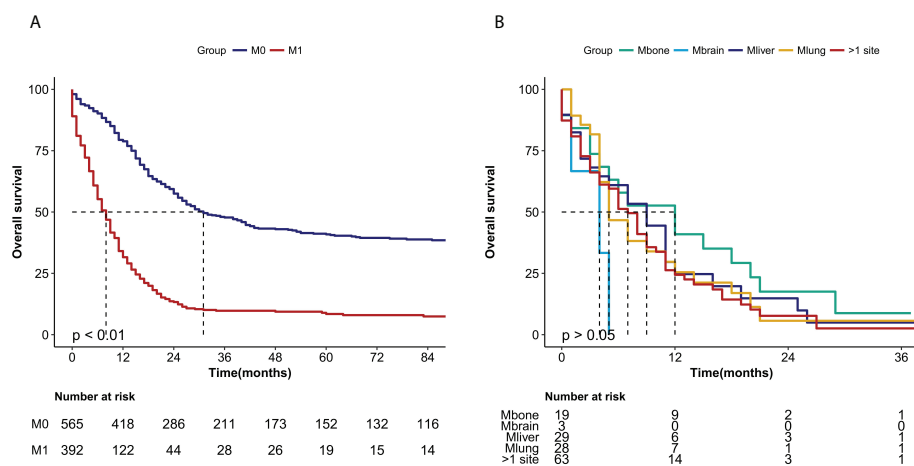 A
Group M0 M1
Overall survival
100
75
50
25
0
p < 0.01
0 12 24 36 48 60 72 84
Time(months)
Number at risk
M0 565 418 286 211 173 152 132 116
M1 392 122 44 28 26 19 15 14
B
Group Mbone Mbrain Mliver Mlung >1 site
Overall survival
100
75
50
25
0
p > 0.05
0 12 24 36
Time(months)
Number at risk
Mbone 19 9 2 1
Mbrain 3 0 0 0
Mliver 29 6 3 1
Mlung 28 7 1 1
>1 site 63 14 3 1